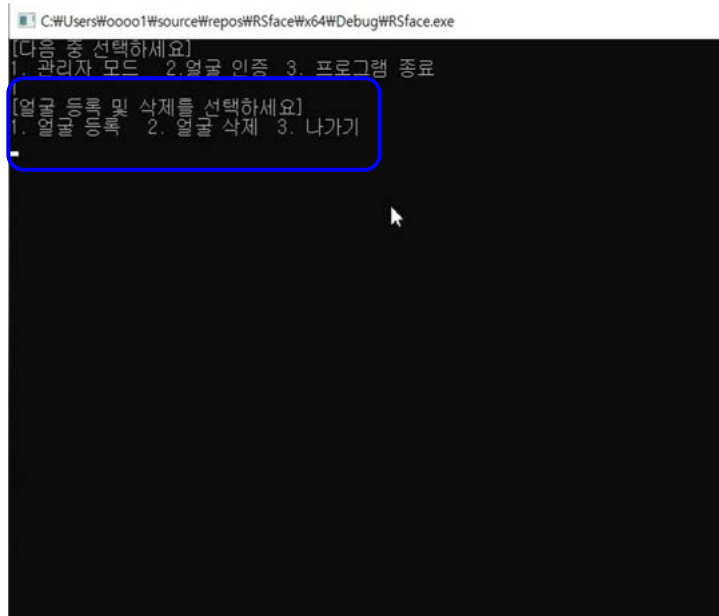 C:₩Users₩oooo1₩source₩repos₩RSface₩x64₩Debug₩RSface.exe
[다음 중 선택하세요]
1. 관리자 모드 2.얼굴 인증 3. 프로그램 종료
1
[얼굴 등록 및 삭제를 선택하세요]
1. 얼굴 등록 2. 얼굴 삭제 3. 나가기